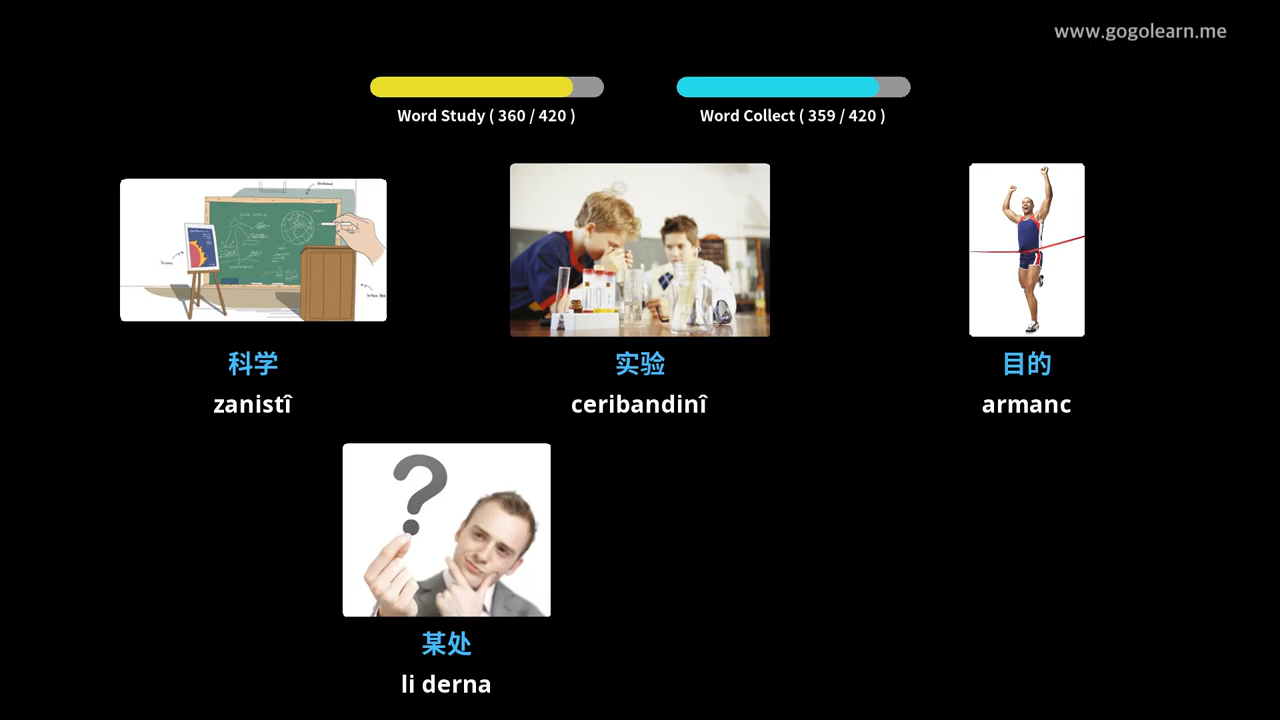 www.gogolearn.me
Word Study ( 360 / 420 )
Word Collect ( 359 / 420 )
科学
zanistî
实验
ceribandinî
目的
armanc
某处
li derna